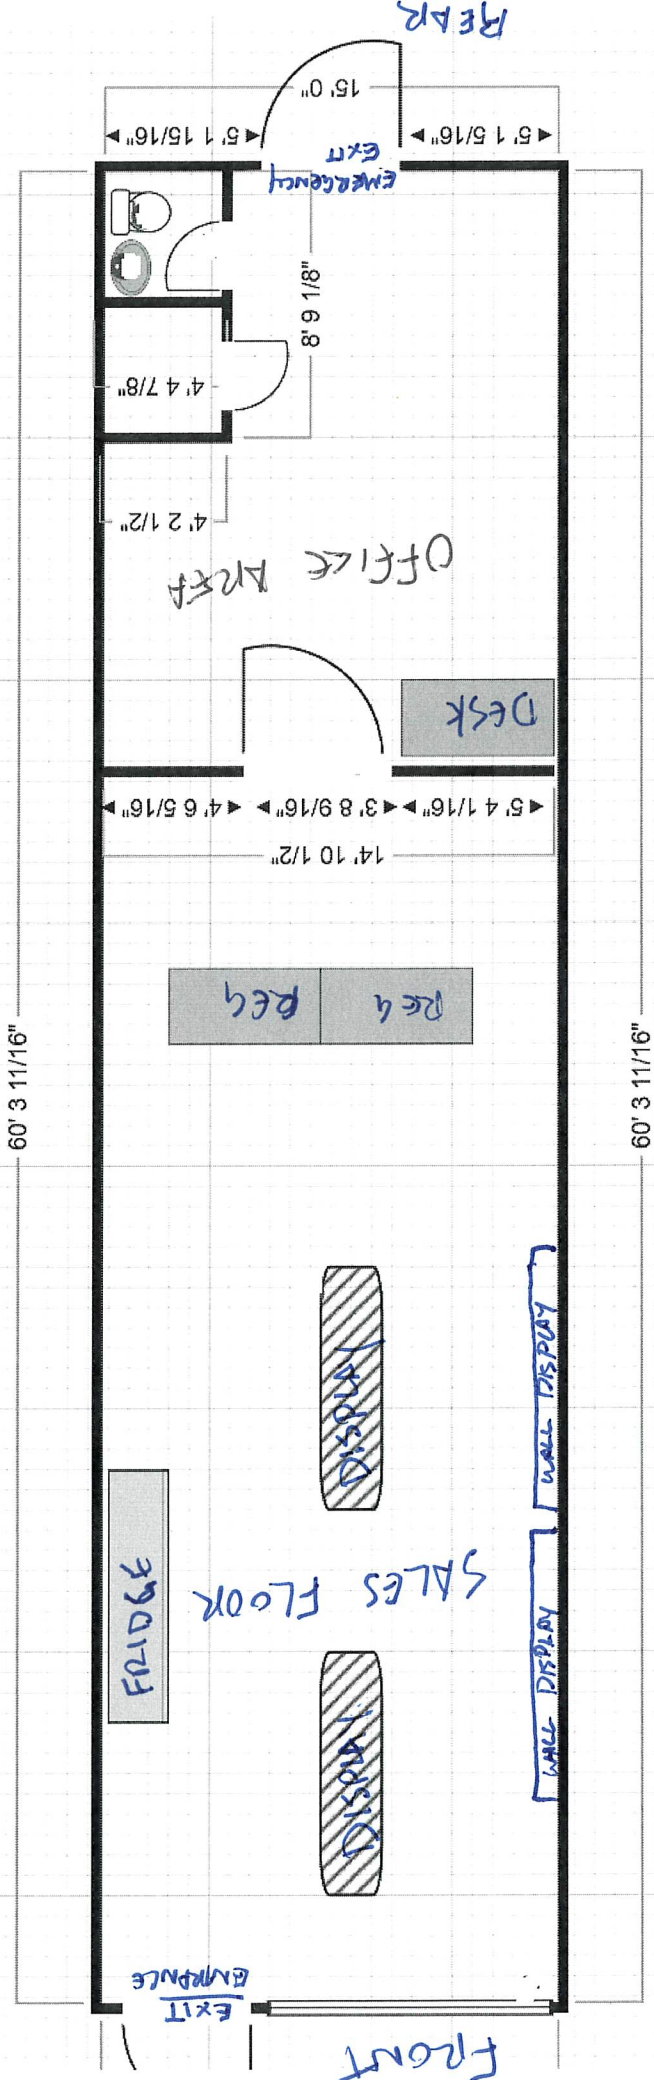 FRONT
EXIT
ENTRANCE
WALL DISPLAY
DISPLAY
FRIDGE
SALES FLOOR
WALL DISPLAY
DISPLAY
60' 3 11/16"
60' 3 11/16"
REG
REG
14' 10 1/2"
5' 4 1/16"
3' 8 9/16"
4' 6 5/16"
DESK
OFFICE AREA
4' 2 1/2"
4' 4 7/8"
8' 9 1/8"
EMERGENCY
EXIT
5' 1 5/16"
5' 1 15/16"
15' 0"
REAR